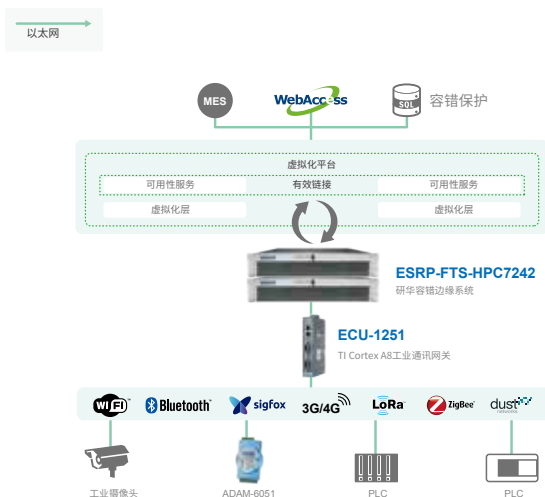 以太网
MES
WebAccess
SQL
容错保护
虚拟化平台
可用性服务
有效链接
可用性服务
虚拟化层
虚拟化层
ESRP-FTS-HPC7242
研华容错边缘系统
ECU-1251
TI Cortex A8工业通讯网关
WiFi
Bluetooth
sigfox
3G/4G
LoRa
ZigBee
dust
networks
工业摄像头
ADAM-6051
PLC
PLC